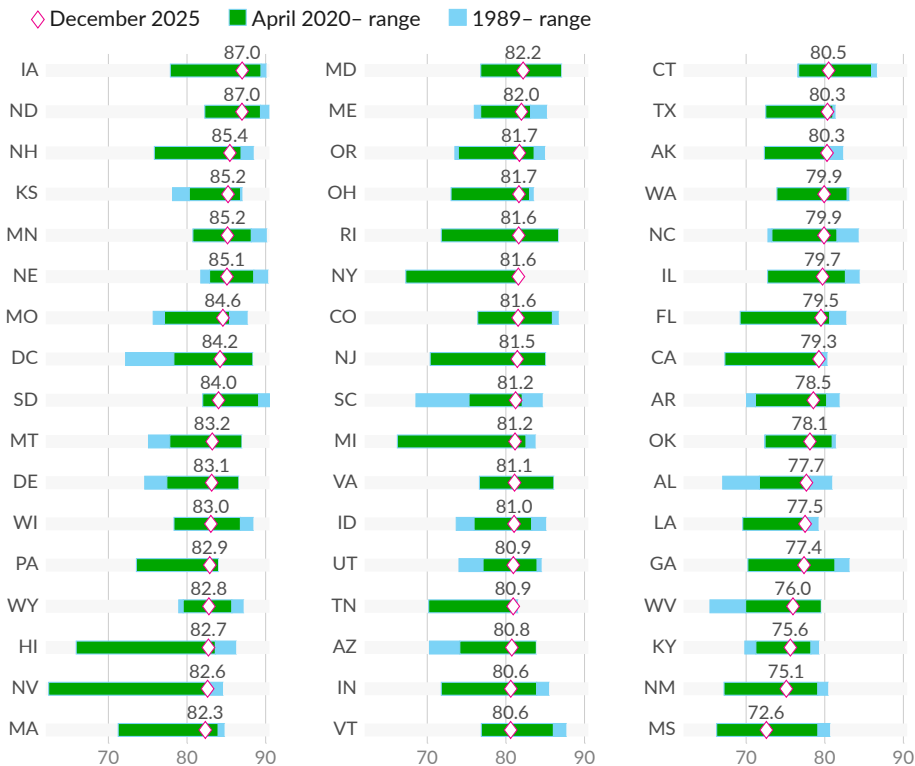 December 2025 April 2020– range 1989– range
IA 87.0
ND 87.0
NH 85.4
KS 85.2
MN 85.2
NE 85.1
MO 84.6
DC 84.2
SD 84.0
MT 83.2
DE 83.1
WI 83.0
PA 82.9
WY 82.8
HI 82.7
NV 82.6
MA 82.3
70 80 90
MD 82.2
ME 82.0
OR 81.7
OH 81.7
RI 81.6
NY 81.6
CO 81.6
NJ 81.5
SC 81.2
MI 81.2
VA 81.1
ID 81.0
UT 80.9
TN 80.9
AZ 80.8
IN 80.6
VT 80.6
70 80 90
CT 80.5
TX 80.3
AK 80.3
WA 79.9
NC 79.9
IL 79.7
FL 79.5
CA 79.3
AR 78.5
OK 78.1
AL 77.7
LA 77.5
GA 77.4
WV 76.0
KY 75.6
NM 75.1
MS 72.6
70 80 90